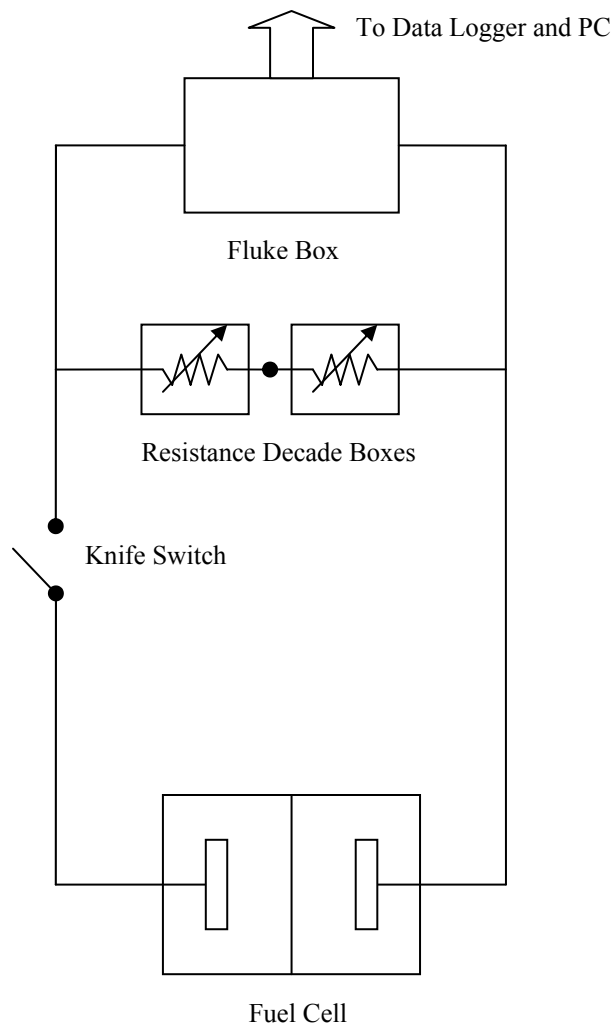 To Data Logger and PC
Fluke Box
Resistance Decade Boxes
Knife Switch
Fuel Cell